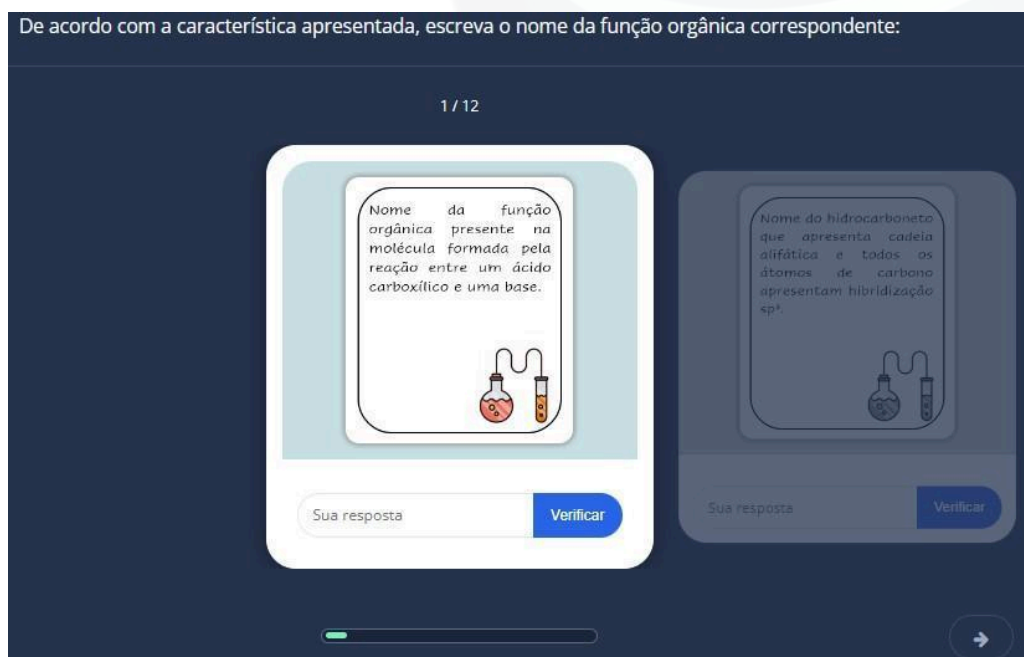 De acordo com a característica apresentada, escreva o nome da função orgânica correspondente:
1 / 12
Nome da função
orgânica presente na
molécula formada pela
reação entre um ácido
carboxílico e uma base.
Sua resposta
Verificar
Nome do hidrocarboneto
que apresenta cadeia
alifática e todos os
átomos de carbono
apresentam hibridização
Sua resposta
Verificar